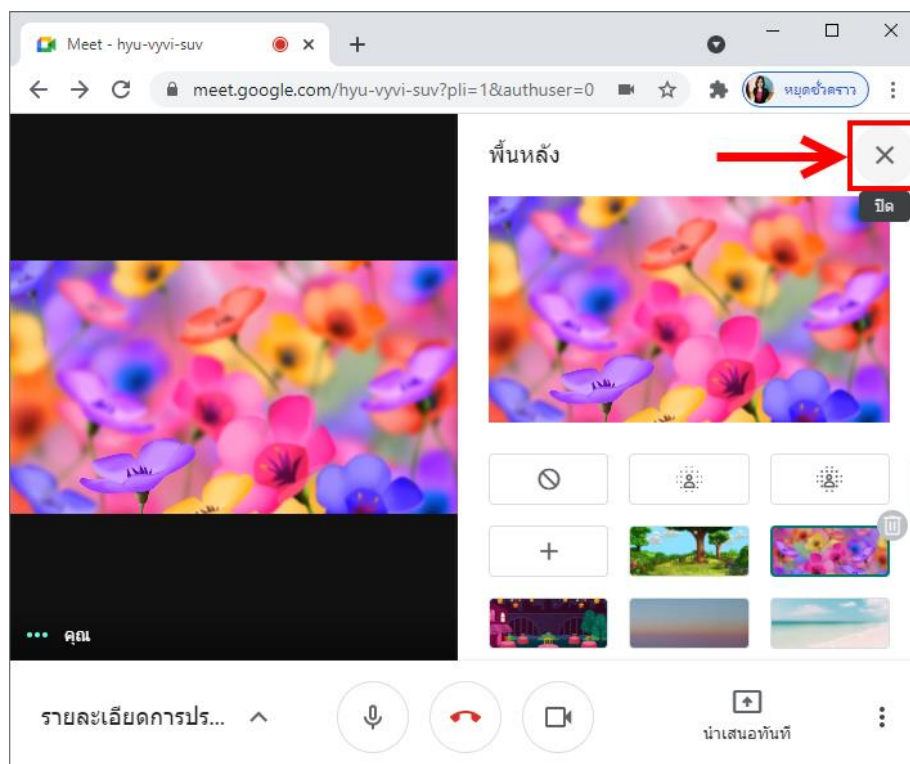 Meet - hyu-vyvi-suv
meet.google.com/hyu-vyvi-suv?pli=1&authuser=0
หยุดชั่วคราว
พื้นหลัง
ปิด
คุณ
รายละเอียดการปร...
นำเสนอทันที